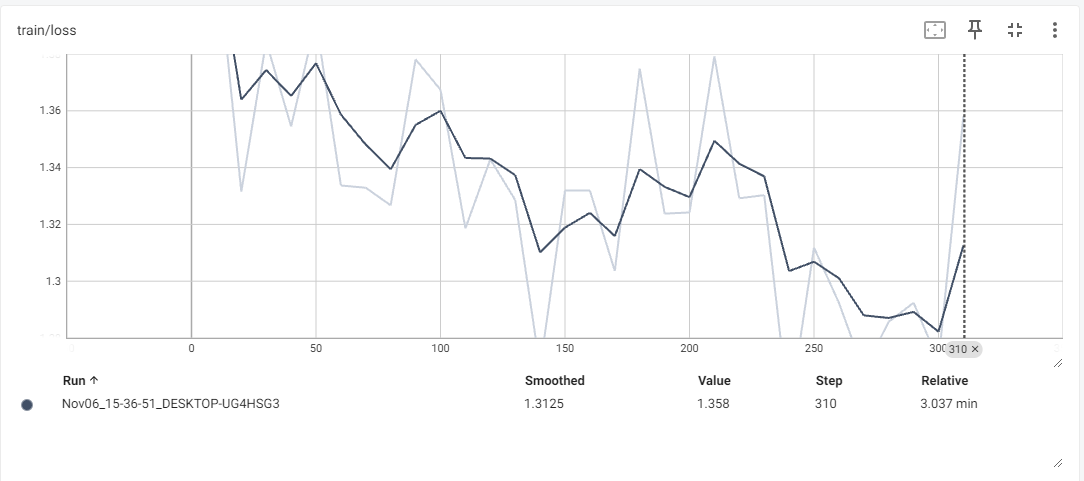 train/loss
1.36
1.34
1.32
1.3
0 50 100 150 200 250 300 310 ×
Run ↑ Smoothed Value Step Relative
Nov06_15-36-51_DESKTOP-UG4HSG3 1.3125 1.358 310 3.037 min